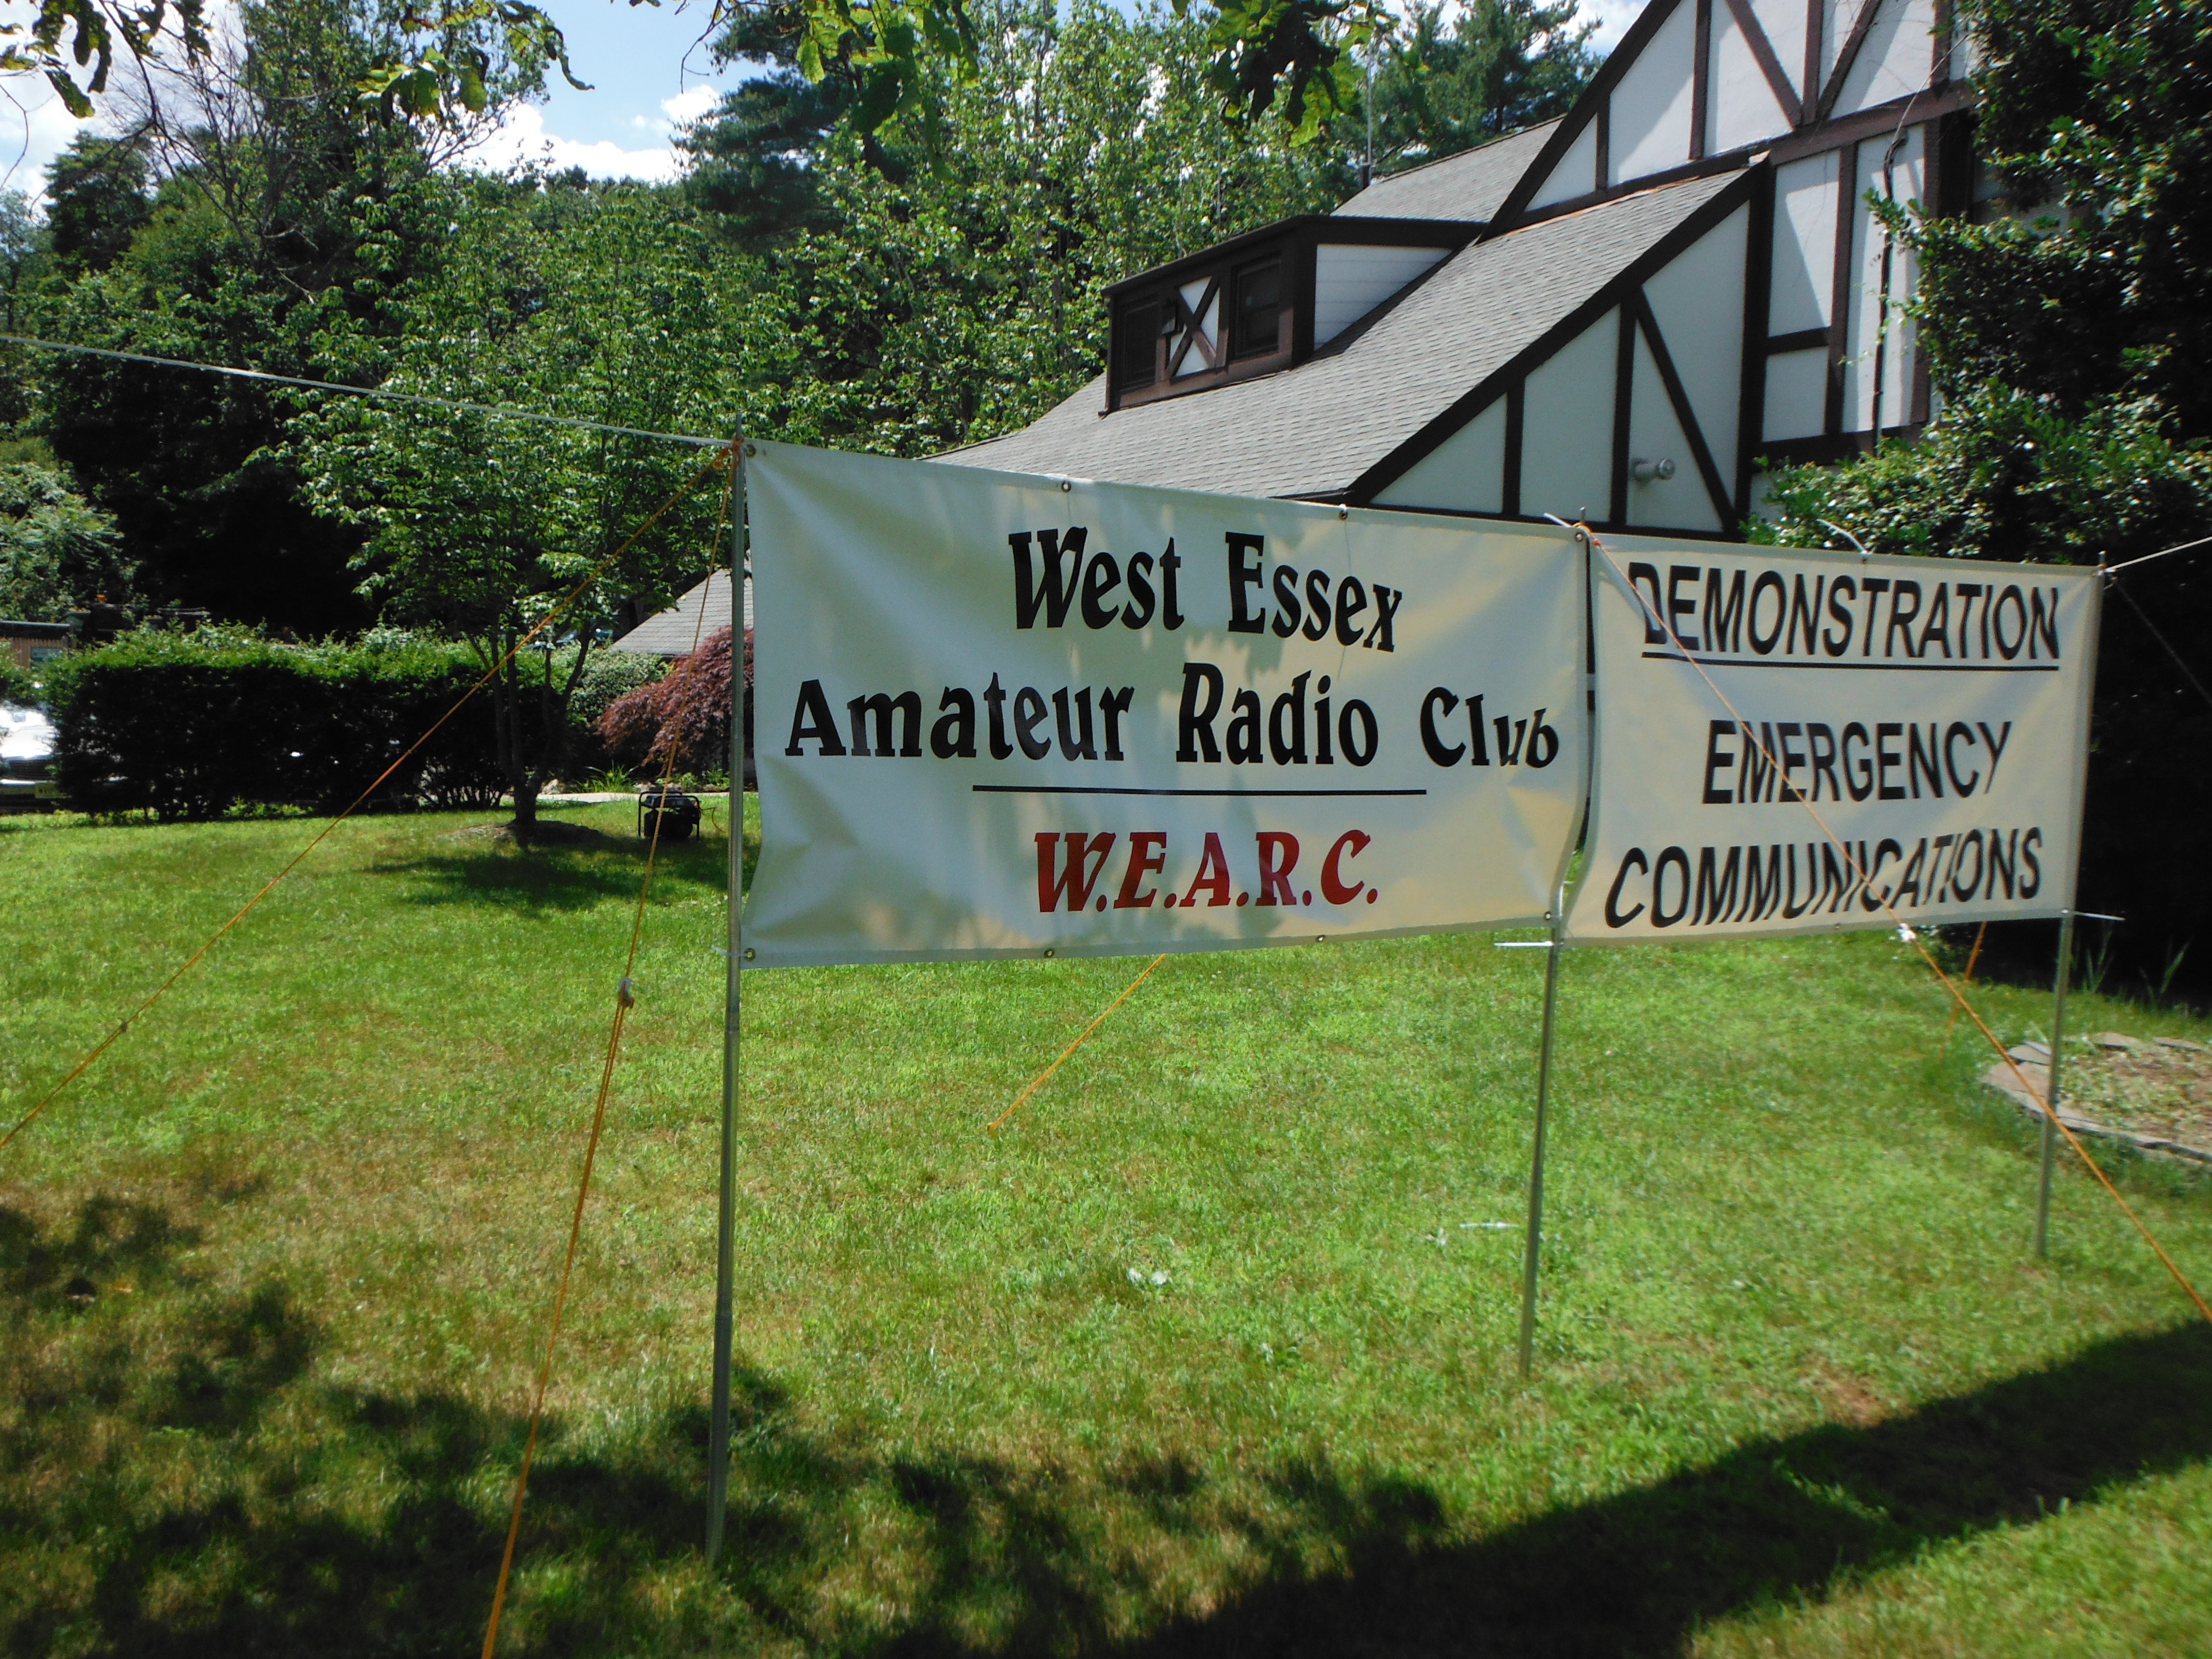 West Essex
Amateur Radio Club
W.E.A.R.C.
DEMONSTRATION
EMERGENCY
COMMUNICATIONS